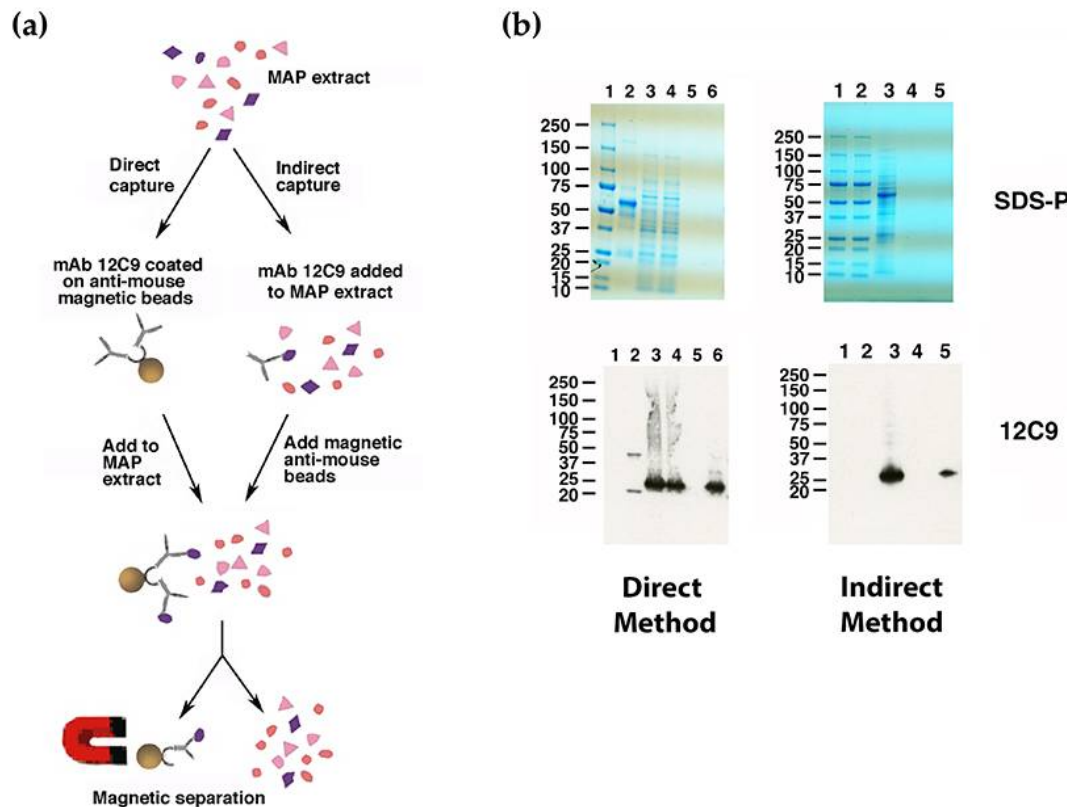 (a)
MAP extract
Direct
capture
Indirect
capture
mAb 12C9 coated
on anti-mouse
magnetic beads
mAb 12C9 added
to MAP extract
Add to
MAP
extract
Add magnetic
anti-mouse
beads
Magnetic separation
(b)
1 2 3 4 5 6
250
150
100
75
50
37
25
20
15
10
1 2 3 4 5
250
150
100
75
50
37
25
20
15
10
SDS-P
1 2 3 4 5 6
250
150
100
75
50
37
25
20
1 2 3 4 5
250
150
100
75
50
37
25
20
12C9
Direct
Method
Indirect
Method